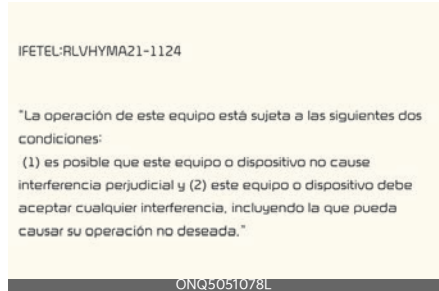 IFETEL:RLVHYMA21-1124
"La operación de este equipo está sujeta a las siguientes dos
condiciones:
(1) es posible que este equipo o dispositivo no cause
interferencia perjudicial y (2) este equipo o dispositivo debe
aceptar cualquier interferencia, incluyendo la que pueda
causar su operación no deseada."
ONQ5051078L